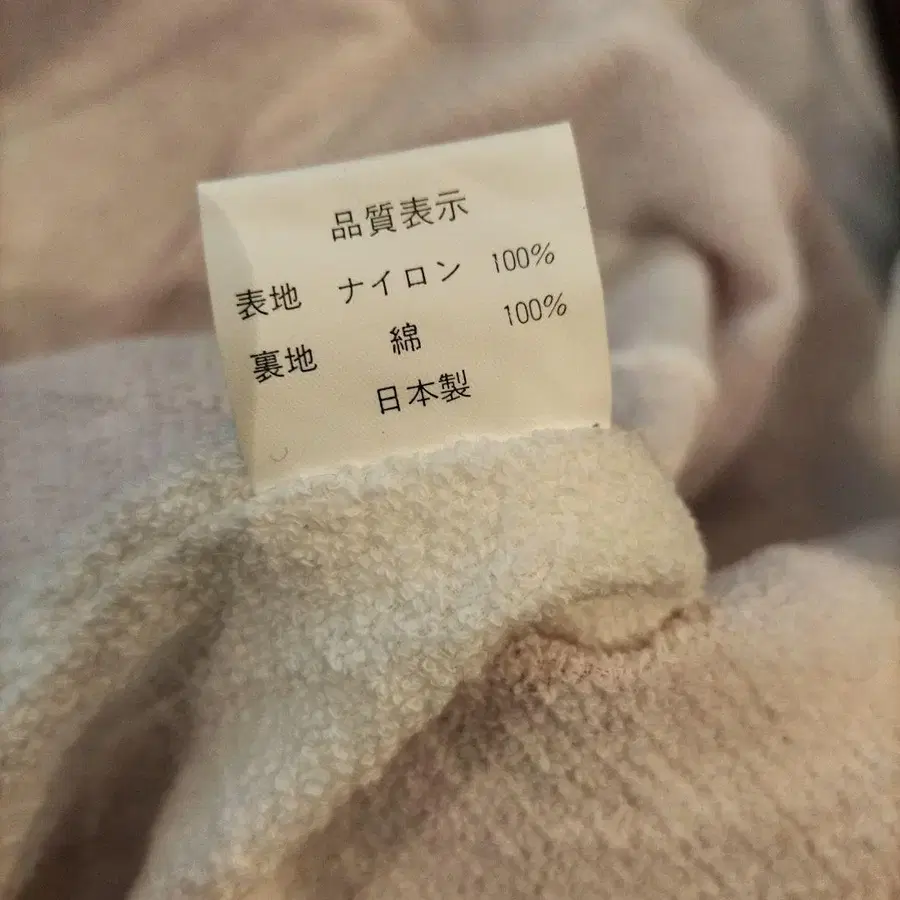 品質表示
表地 ナイロン 100%
裏地 綿 100%
日本製